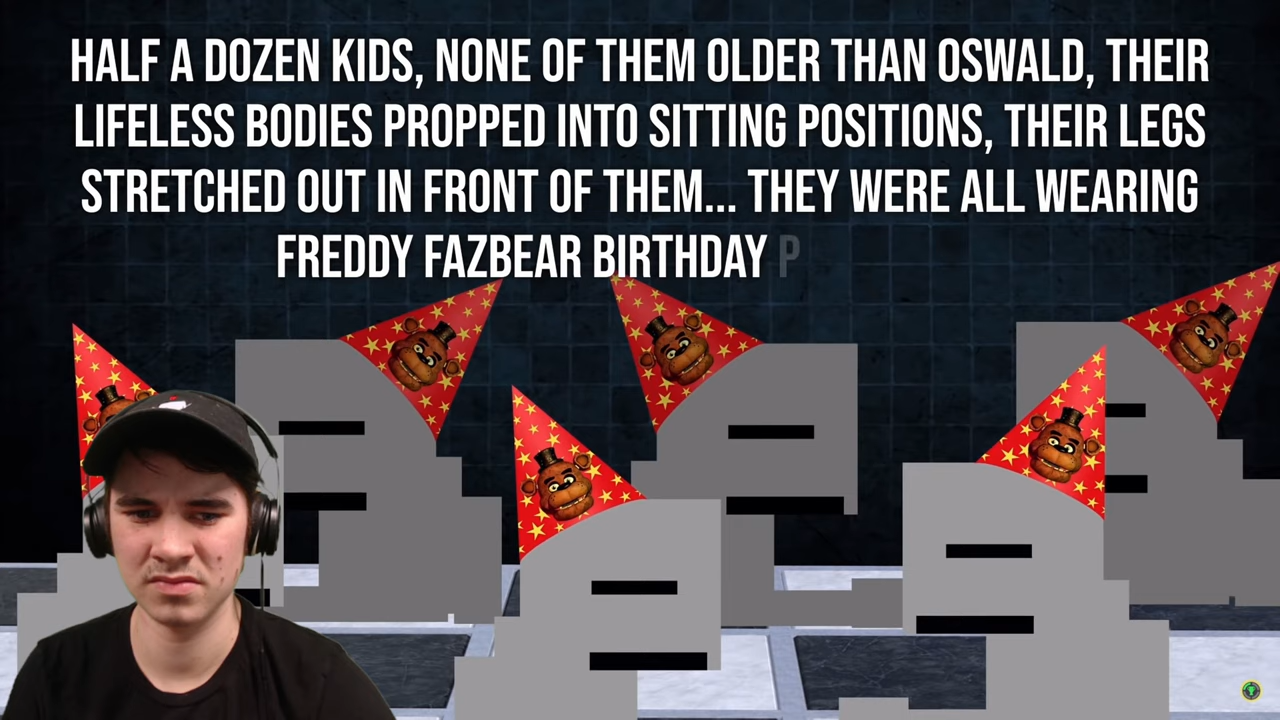 HALF A DOZEN KIDS, NONE OF THEM OLDER THAN OSWALD, THEIR
LIFELESS BODIES PROPPED INTO SITTING POSITIONS, THEIR LEGS
STRETCHED OUT IN FRONT OF THEM... THEY WERE ALL WEARING
FREDDY FAZBEAR BIRTHDAY P